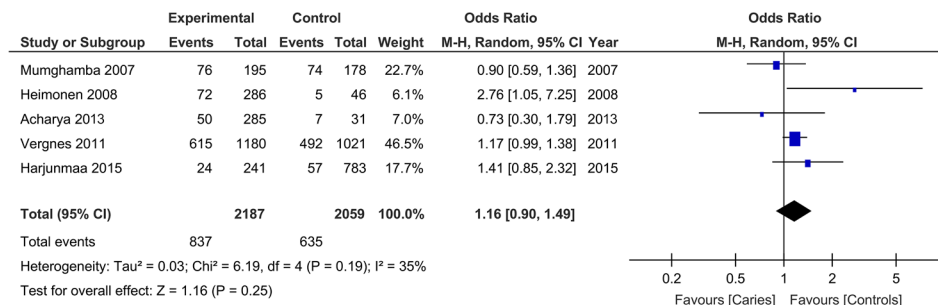 Experimental Control Odds Ratio Odds Ratio
Study or Subgroup Events Total Events Total Weight M-H, Random, 95% CI Year M-H, Random, 95% CI
Mumghamba 2007 76 195 74 178 22.7% 0.90 [0.59, 1.36] 2007
Heimonen 2008 72 286 5 46 6.1% 2.76 [1.05, 7.25] 2008
Acharya 2013 50 285 7 31 7.0% 0.73 [0.30, 1.79] 2013
Vergnes 2011 615 1180 492 1021 46.5% 1.17 [0.99, 1.38] 2011
Harjunmaa 2015 24 241 57 783 17.7% 1.41 [0.85, 2.32] 2015
Total (95% CI) 2187 2059 100.0% 1.16 [0.90, 1.49]
Total events 837 635
Heterogeneity: Tau² = 0.03; Chi² = 6.19, df = 4 (P = 0.19); I² = 35%
Test for overall effect: Z = 1.16 (P = 0.25)
0.2 0.5 1 2 5
Favours [Caries] Favours [Controls]